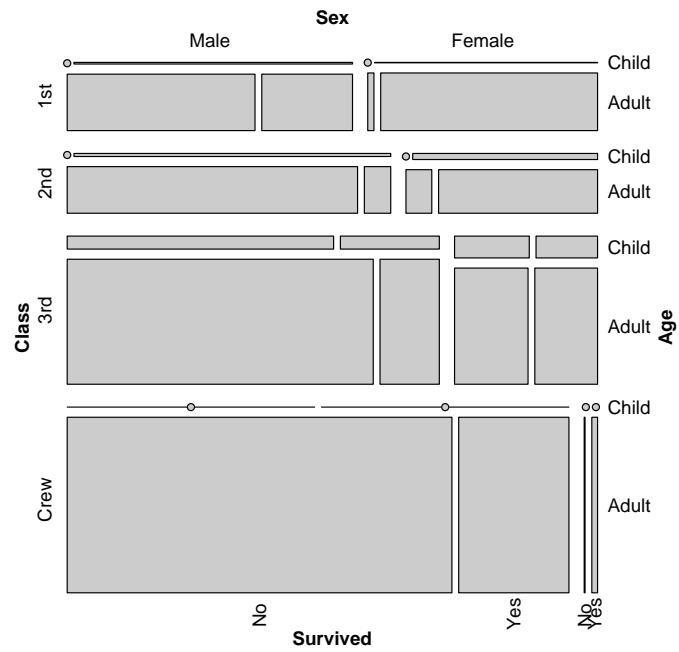 Sex
Male Female
1st
Child
Adult
2nd
Child
Adult
Class
3rd
Child
Adult
Age
Crew
Child
Adult
No Yes No Yes
Survived